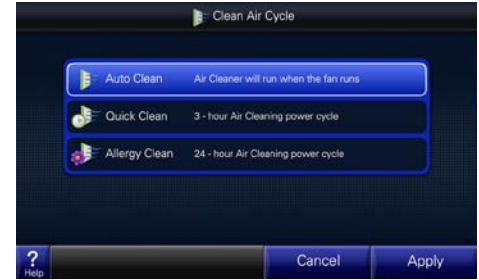 Clean Air Cycle
Auto Clean Air Cleaner will run when the fan runs
Quick Clean 3 - hour Air Cleaning power cycle
Allergy Clean 24 - hour Air Cleaning power cycle
?
Help
Cancel
Apply